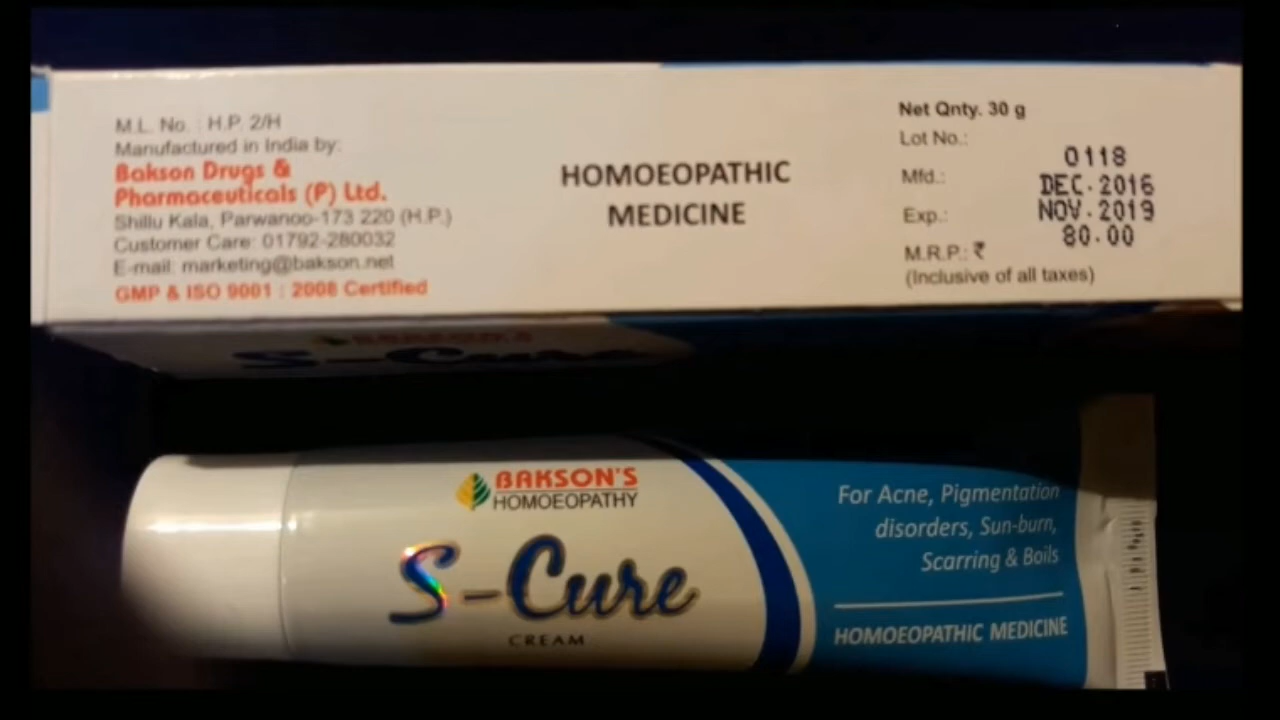 M.L. No. : H.P. 2/H
Manufactured in India by:
Bakson Drugs &
Pharmaceuticals (P) Ltd.
Shillu Kala, Parwanoo-173 220 (H.P.)
Customer Care: 01792-280032
E-mail: marketing@bakson.net
GMP & ISO 9001 : 2008 Certified
HOMOEOPATHIC
MEDICINE
Net Qnty. 30 g
Lot No.: 0118
Mfd.: DEC.2016
Exp.: NOV.2019
M.R.P.: ₹ 80.00
(Inclusive of all taxes)
BAKSON'S
S-Cure
BAKSON'S
HOMOEOPATHY
S-Cure
CREAM
For Acne, Pigmentation
disorders, Sun-burn,
Scarring & Boils
HOMOEOPATHIC MEDICINE